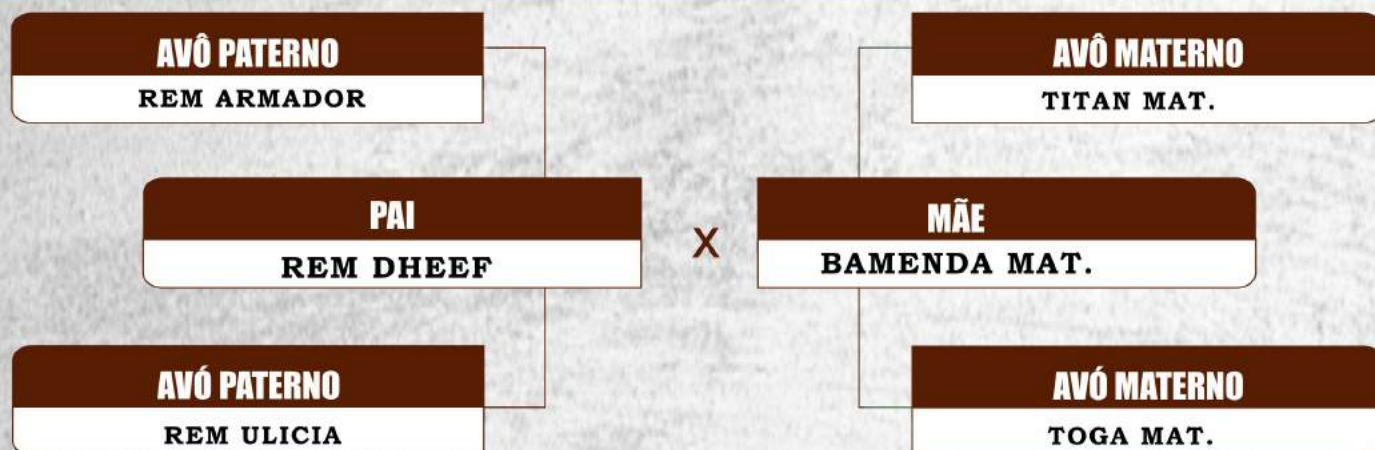 AVÔ PATERNO
REM ARMADOR
AVÔ MATERNO
TITAN MAT.
PAI
REM DHEEF
X
MÃE
BAMENDA MAT.
AVÓ PATERNO
REM ULICIA
AVÓ MATERNO
TOGA MAT.